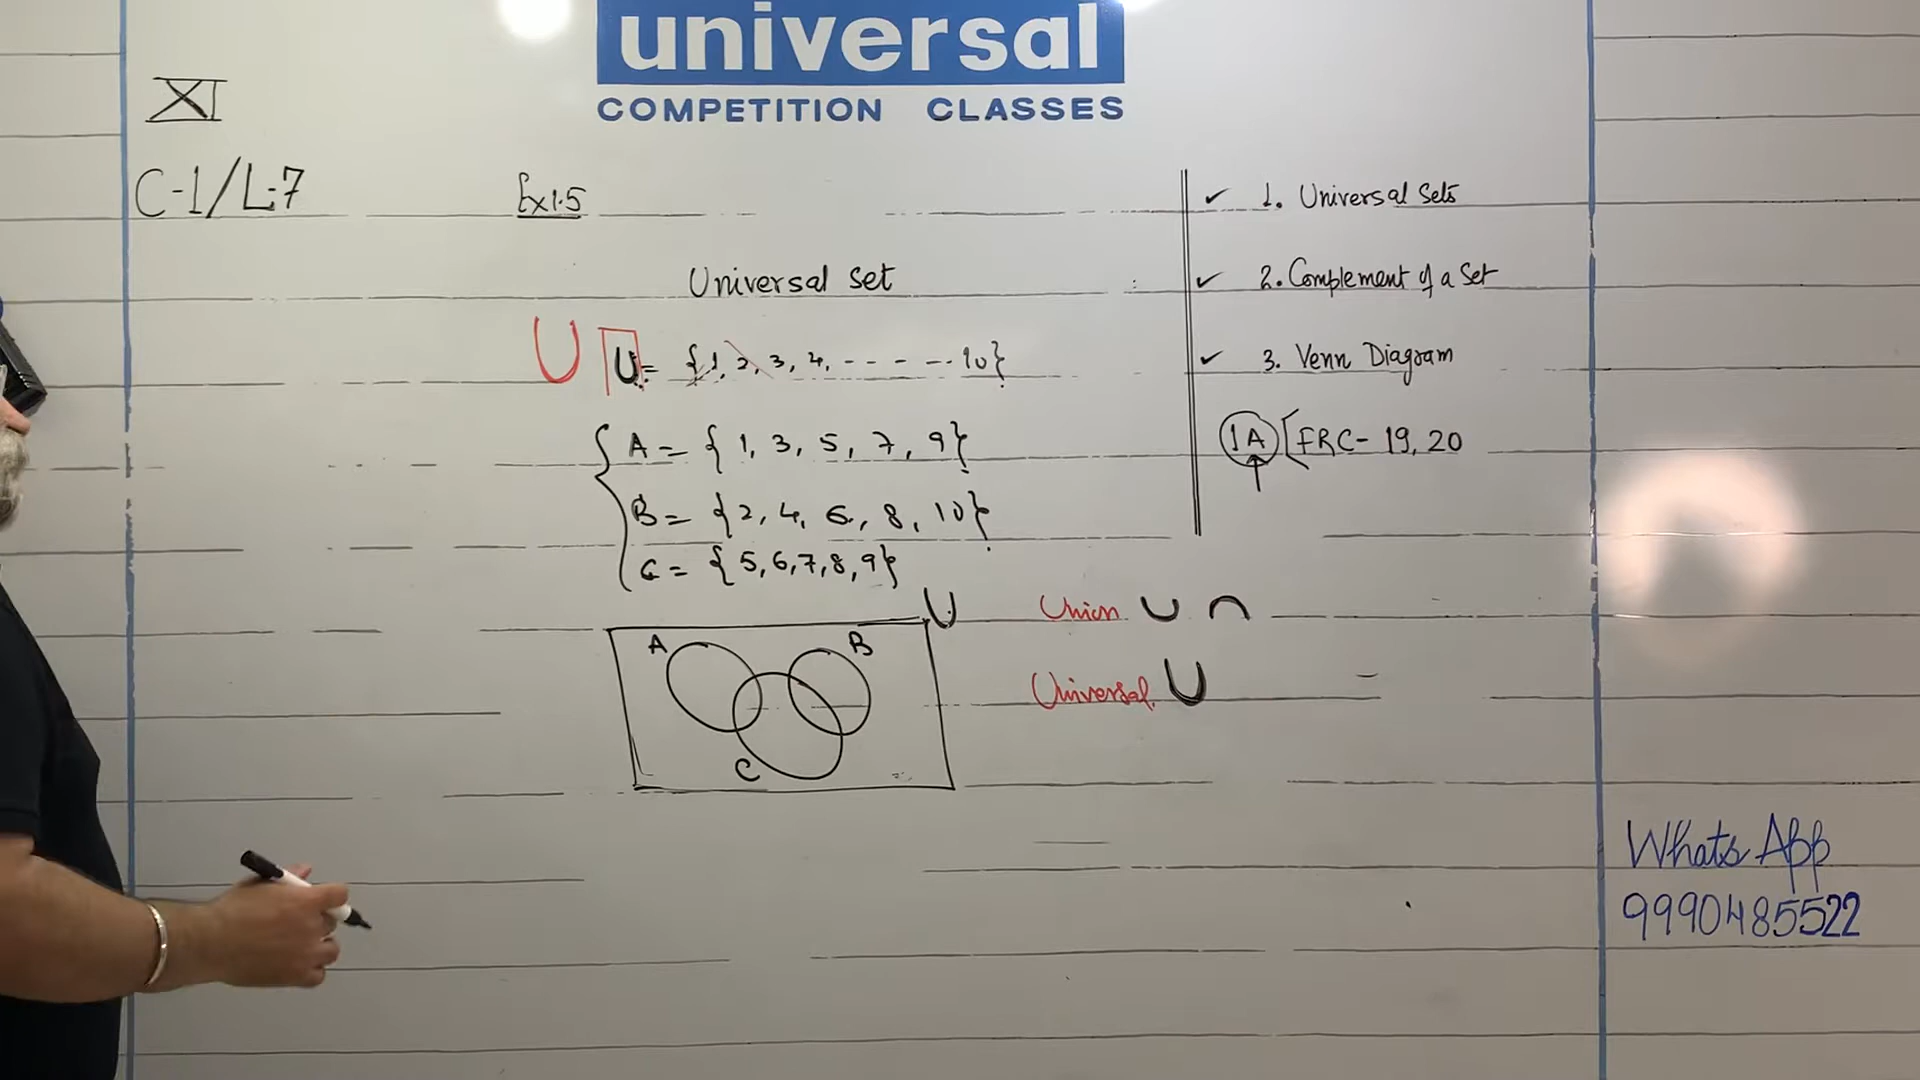 universal
COMPETITION CLASSES
XI
C-1/L-7
Ex1.5
Universal Set
U U = {1, 2, 3, 4, - - - - -- 10}
A = {1, 3, 5, 7, 9}
B = {2, 4, 6, 8, 10}
C = {5,6,7,8,9}
U
A
B
C
Union ∪ ∩
Universal U
1. Universal Sets
2. Complement of a Set
3. Venn Diagram
1A [FRC- 19, 20
Whats App
9990485522